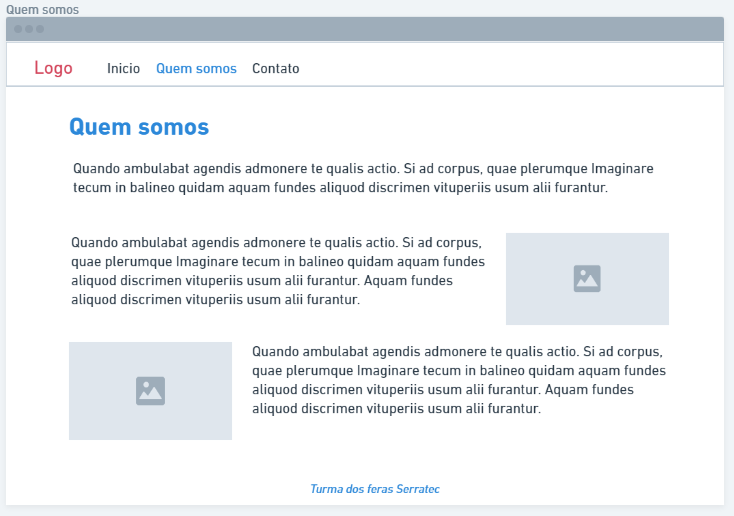 Quem somos
Logo Inicio Quem somos Contato
Quem somos
Quando ambulabat agendis admonere te qualis actio. Si ad corpus, quae plerumque Imaginare
tecum in balineo quidam aquam fundes aliquod discrimen vituperiis usum alii furantur.
Quando ambulabat agendis admonere te qualis actio. Si ad corpus,
quae plerumque Imaginare tecum in balineo quidam aquam fundes
aliquod discrimen vituperiis usum alii furantur. Aquam fundes
aliquod discrimen vituperiis usum alii furantur.
Quando ambulabat agendis admonere te qualis actio. Si ad corpus,
quae plerumque Imaginare tecum in balineo quidam aquam fundes
aliquod discrimen vituperiis usum alii furantur. Aquam fundes
aliquod discrimen vituperiis usum alii furantur.
Turma dos feras Serratec